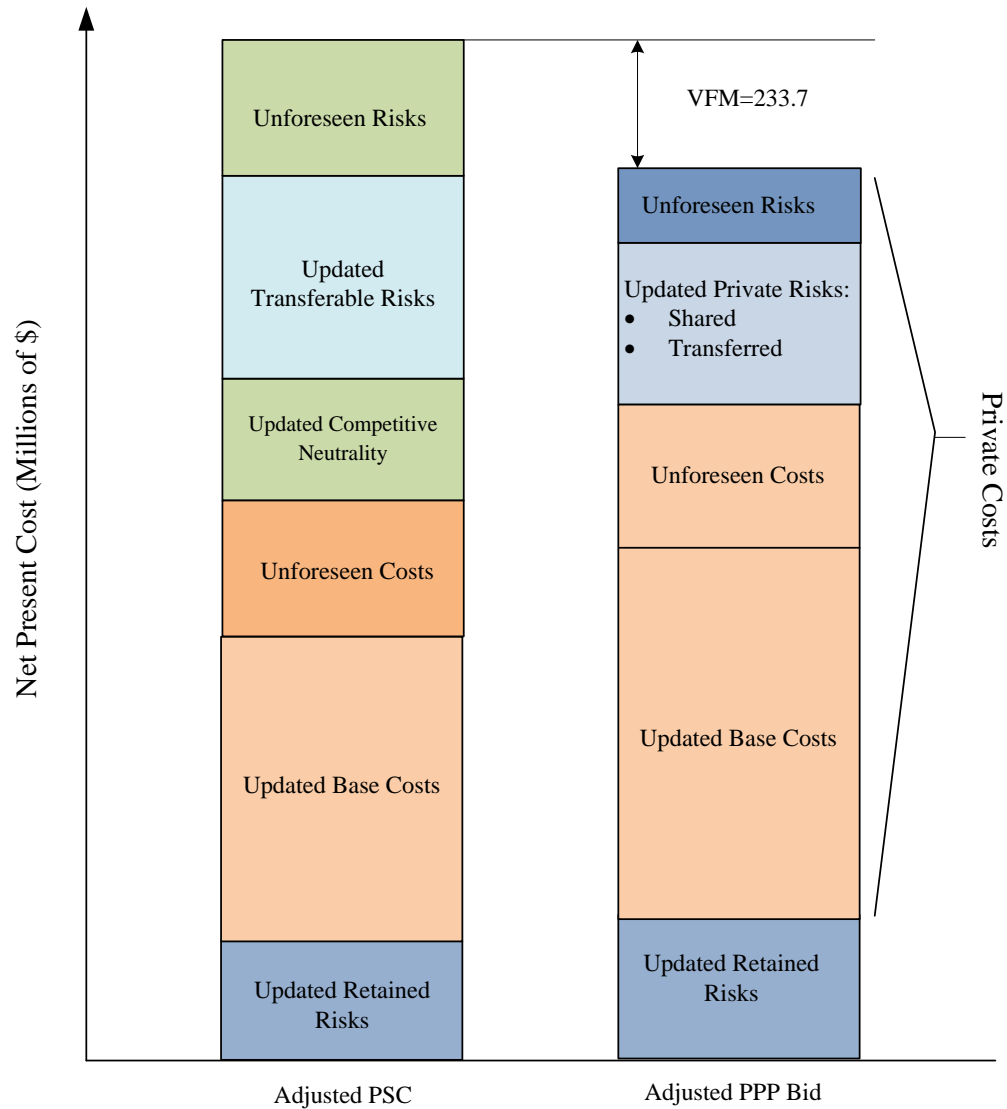 Net Present Cost (Millions of $)
Unforeseen Risks
Updated
Transferable Risks
Updated Competitive
Neutrality
Unforeseen Costs
Updated Base Costs
Updated Retained
Risks
Adjusted PSC
VFM=233.7
Unforeseen Risks
Updated Private Risks:
• Shared
• Transferred
Unforeseen Costs
Updated Base Costs
Updated Retained
Risks
Adjusted PPP Bid
Private Costs